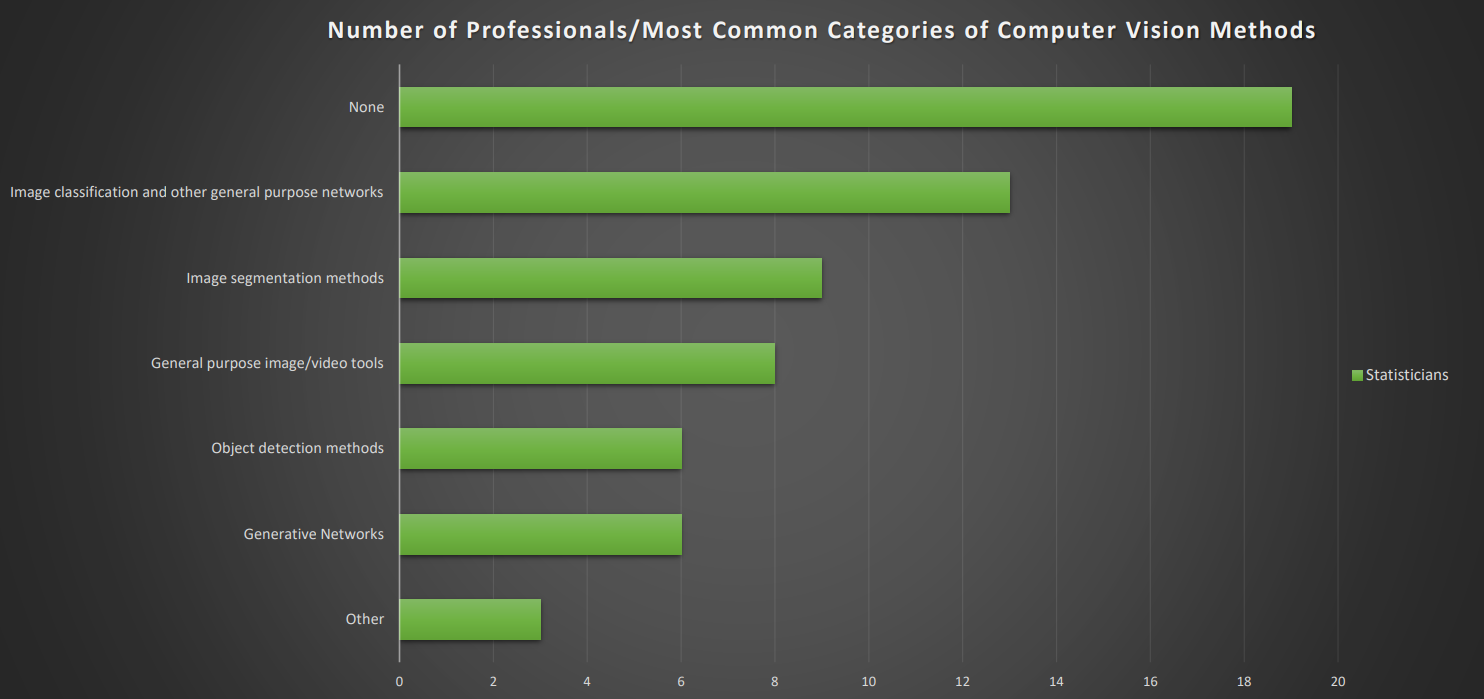 Number of Professionals/Most Common Categories of Computer Vision Methods
None
Image classification and other general purpose networks
Image segmentation methods
General purpose image/video tools
Object detection methods
Generative Networks
Other
0 2 4 6 8 10 12 14 16 18 20
Statisticians